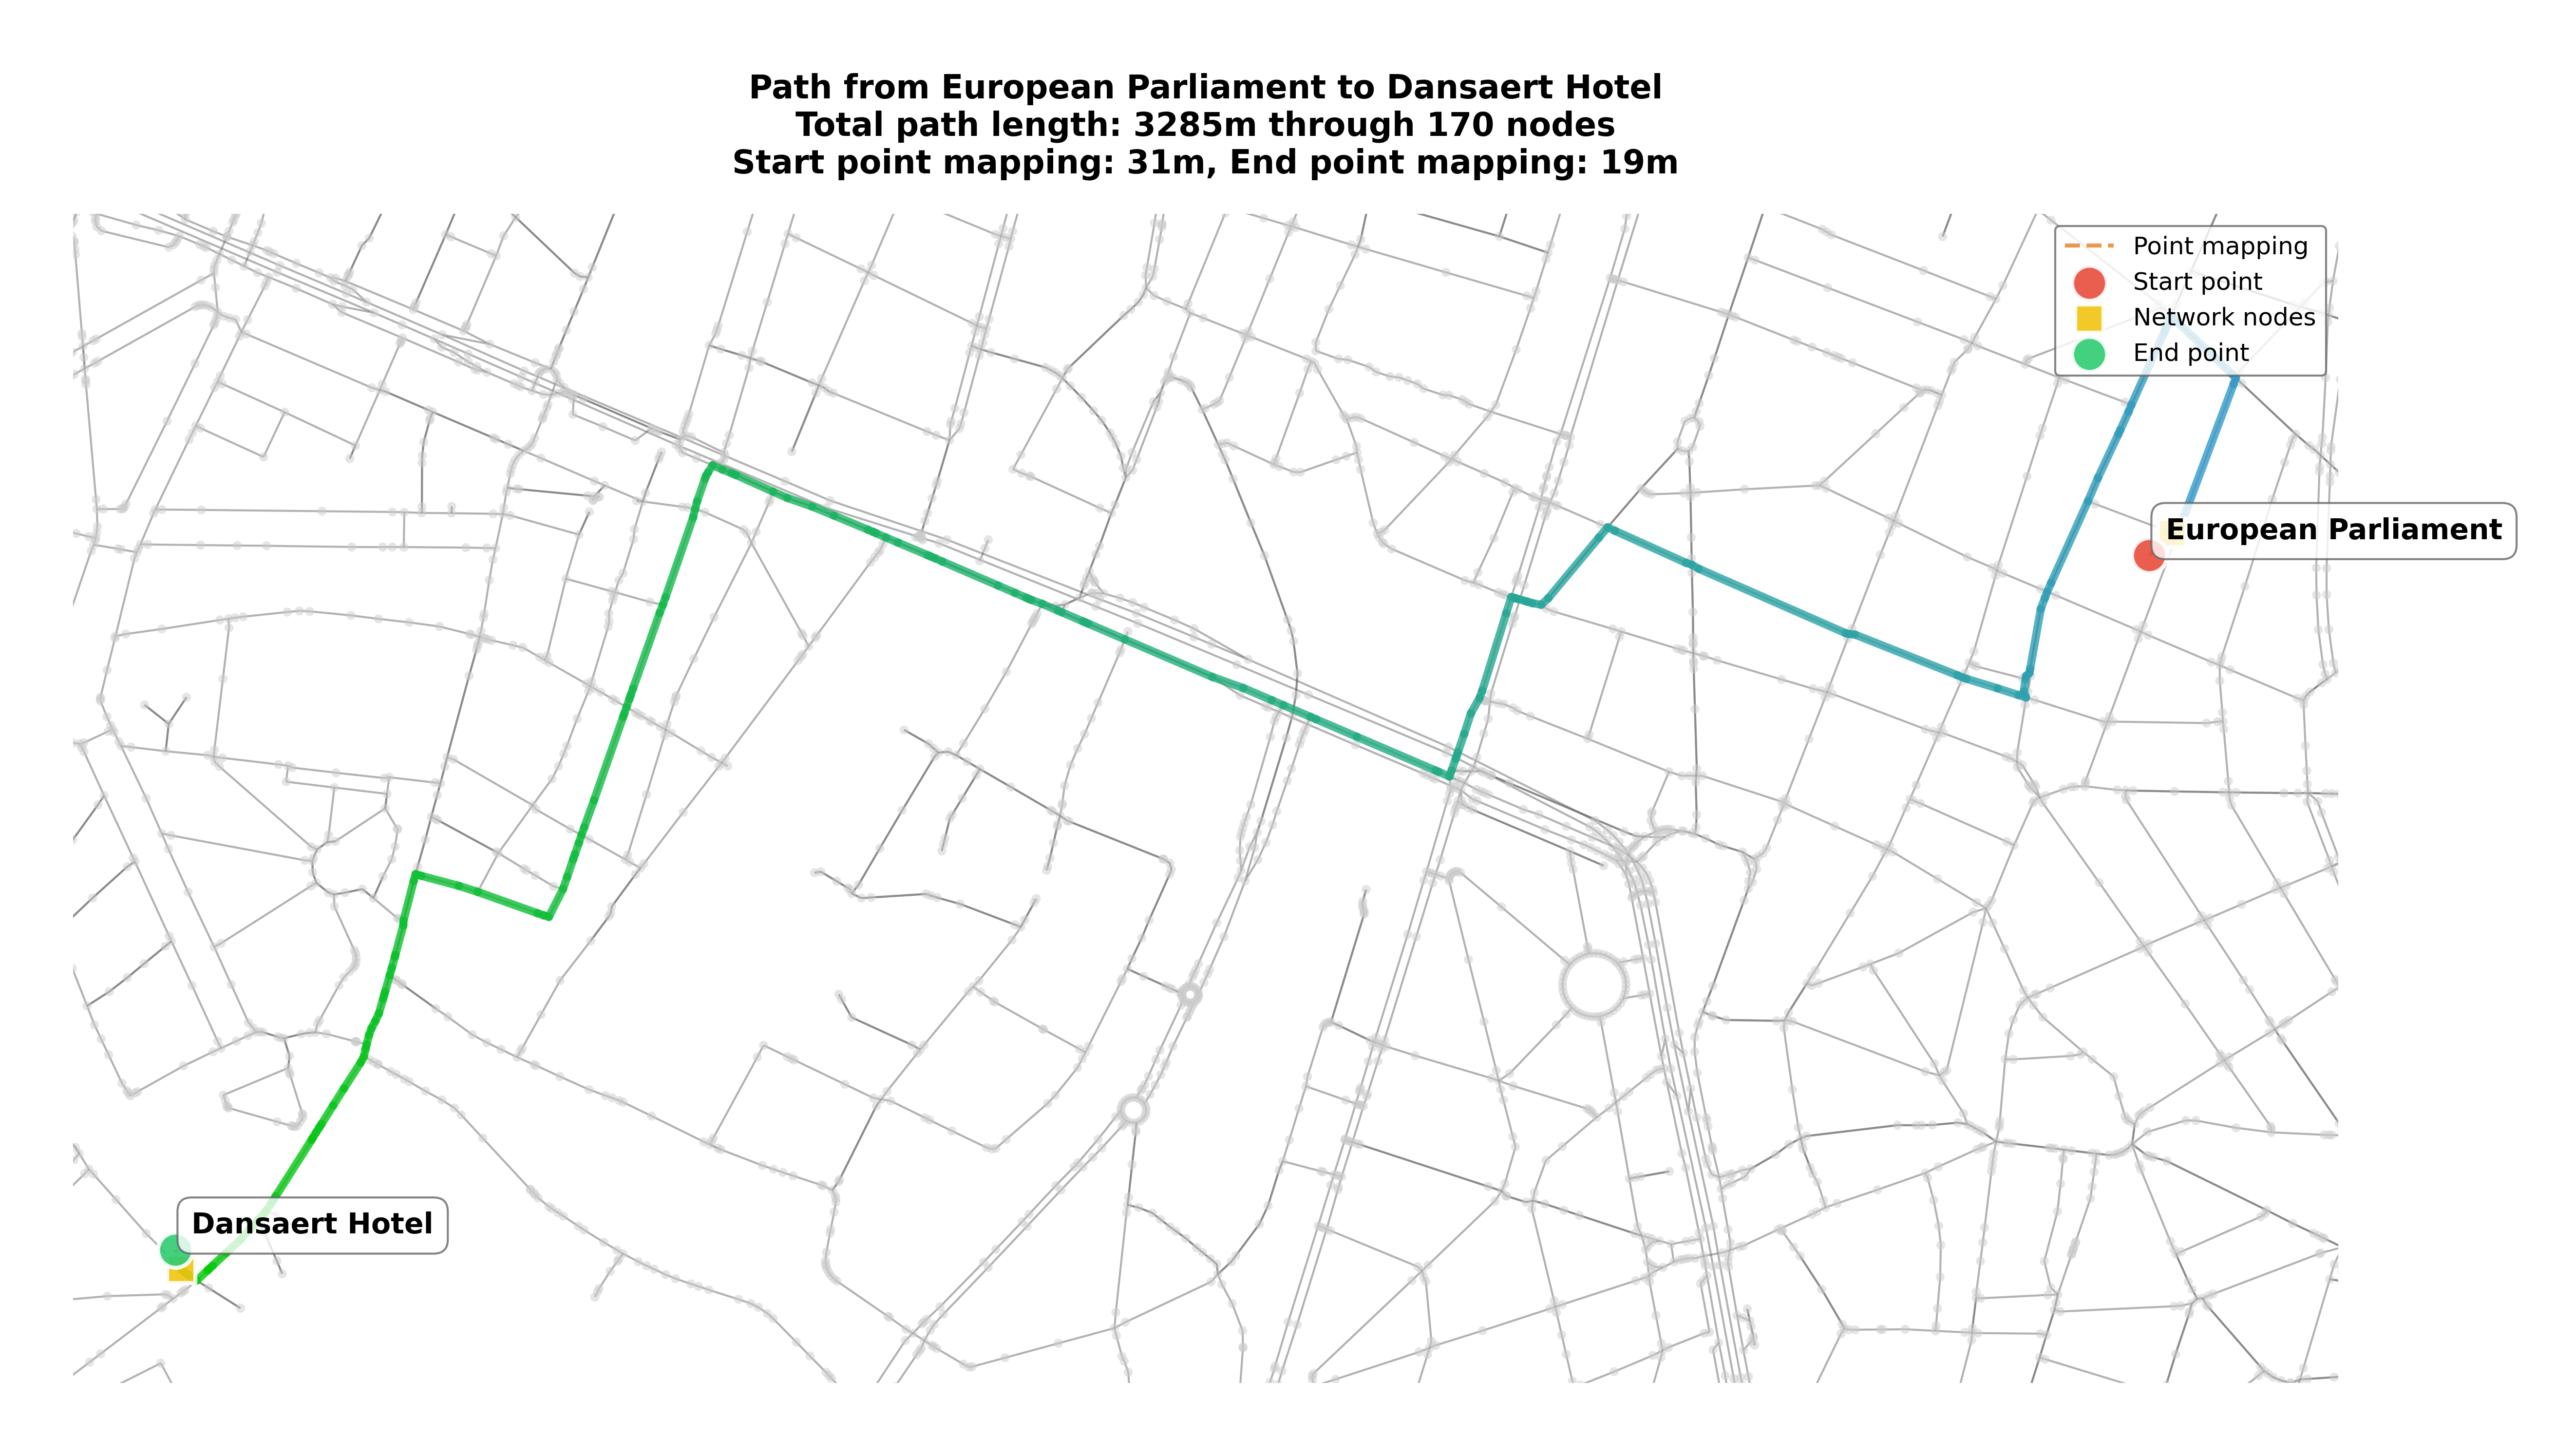 Path from European Parliament to Dansaert Hotel
Total path length: 3285m through 170 nodes
Start point mapping: 31m, End point mapping: 19m
Point mapping
Start point
Network nodes
End point
European Parliament
Dansaert Hotel